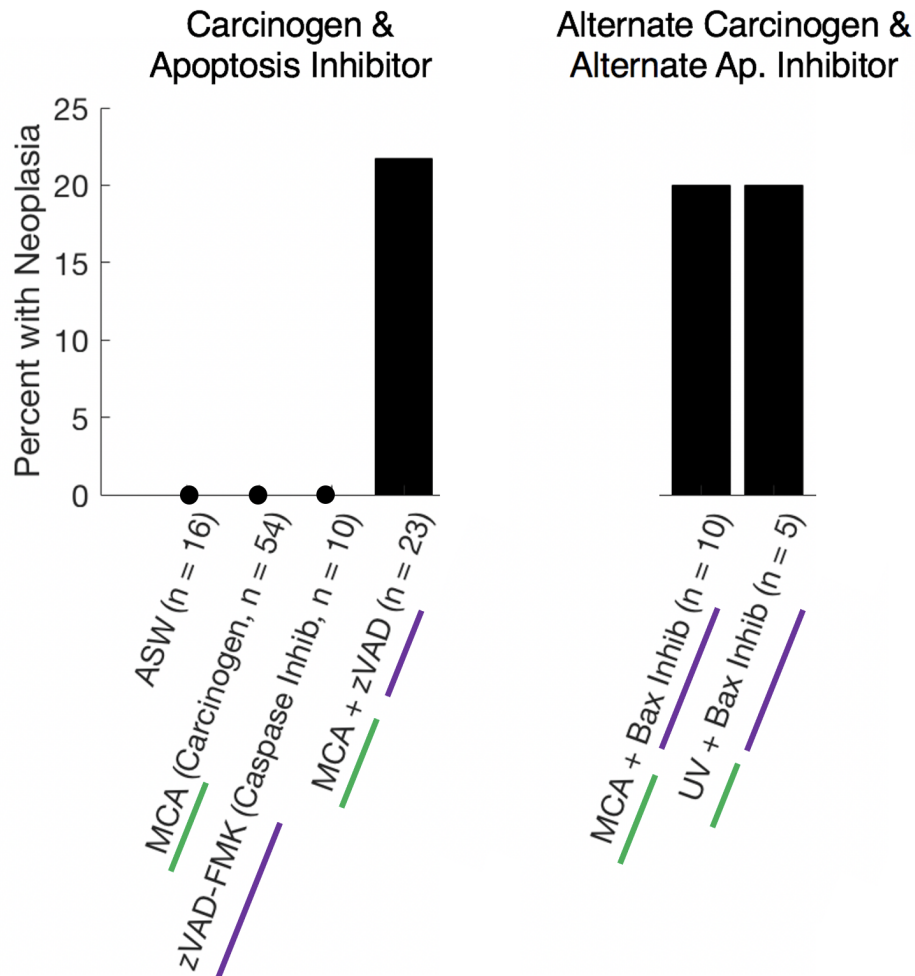 Carcinogen &
Apoptosis Inhibitor
Alternate Carcinogen &
Alternate Ap. Inhibitor
Percent with Neoplasia
25
20
15
10
5
0
ASW (n = 16)
MCA (Carcinogen, n = 54)
zVAD-FMK (Caspase Inhib, n = 10)
MCA + zVAD (n = 23)
MCA + Bax Inhib (n = 10)
UV + Bax Inhib (n = 5)